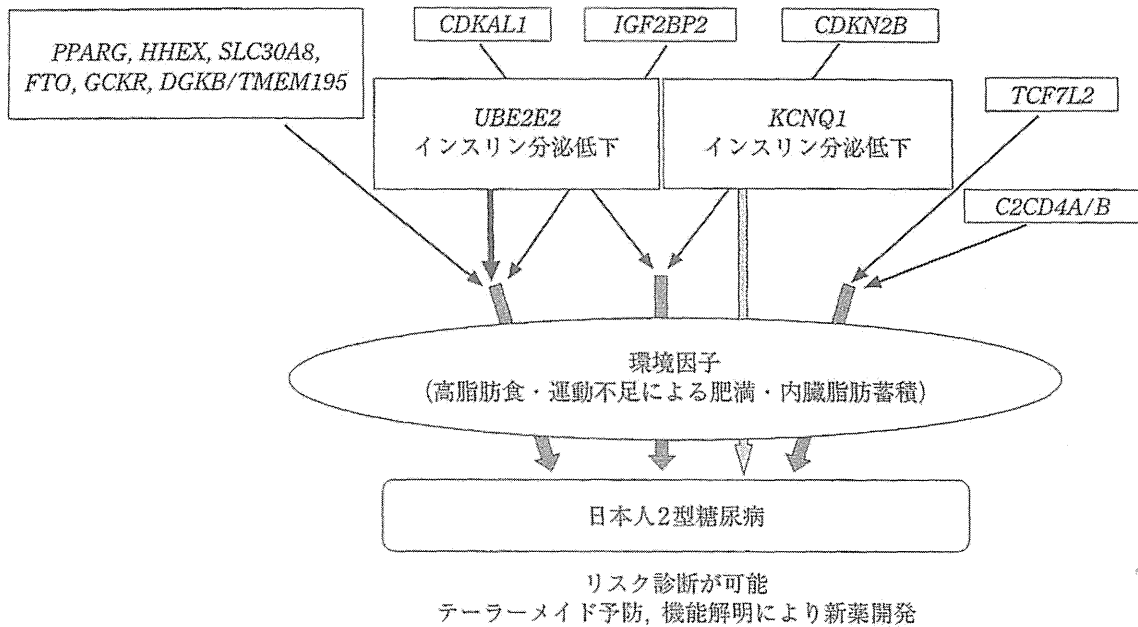 PPARG, HHEX, SLC30A8,
FTO, GCKR, DGKB/TMEM195
CDKAL1
IGF2BP2
CDKN2B
UBE2E2
インスリン分泌低下
KCNQ1
インスリン分泌低下
TCF7L2
C2CD4A/B
環境因子
(高脂肪食・運動不足による肥満・内臓脂肪蓄積)
日本人2型糖尿病
リスク診断が可能
テーラーメイド予防, 機能解明により新薬開発